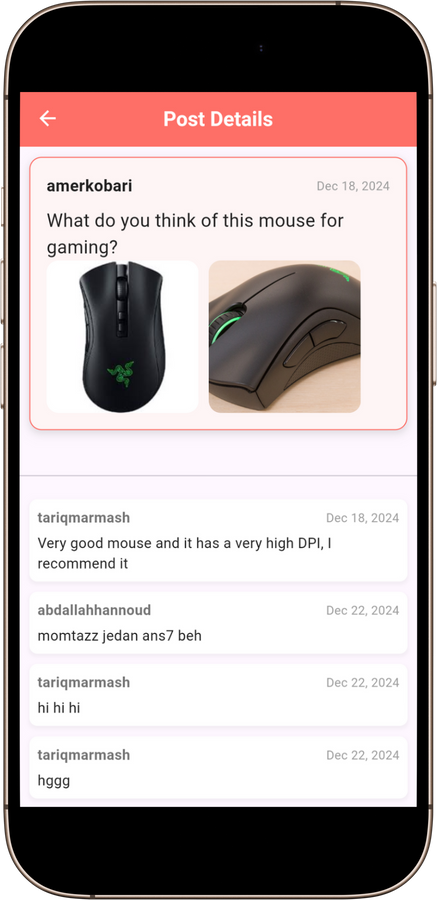 Post Details
amerkobari
Dec 18, 2024
What do you think of this mouse for
gaming?
tariqmarmash
Dec 18, 2024
Very good mouse and it has a very high DPI, I
recommend it
abdallahhannoud
Dec 22, 2024
momtazz jedan ans7 beh
tariqmarmash
Dec 22, 2024
hi hi hi
tariqmarmash
Dec 22, 2024
hggg